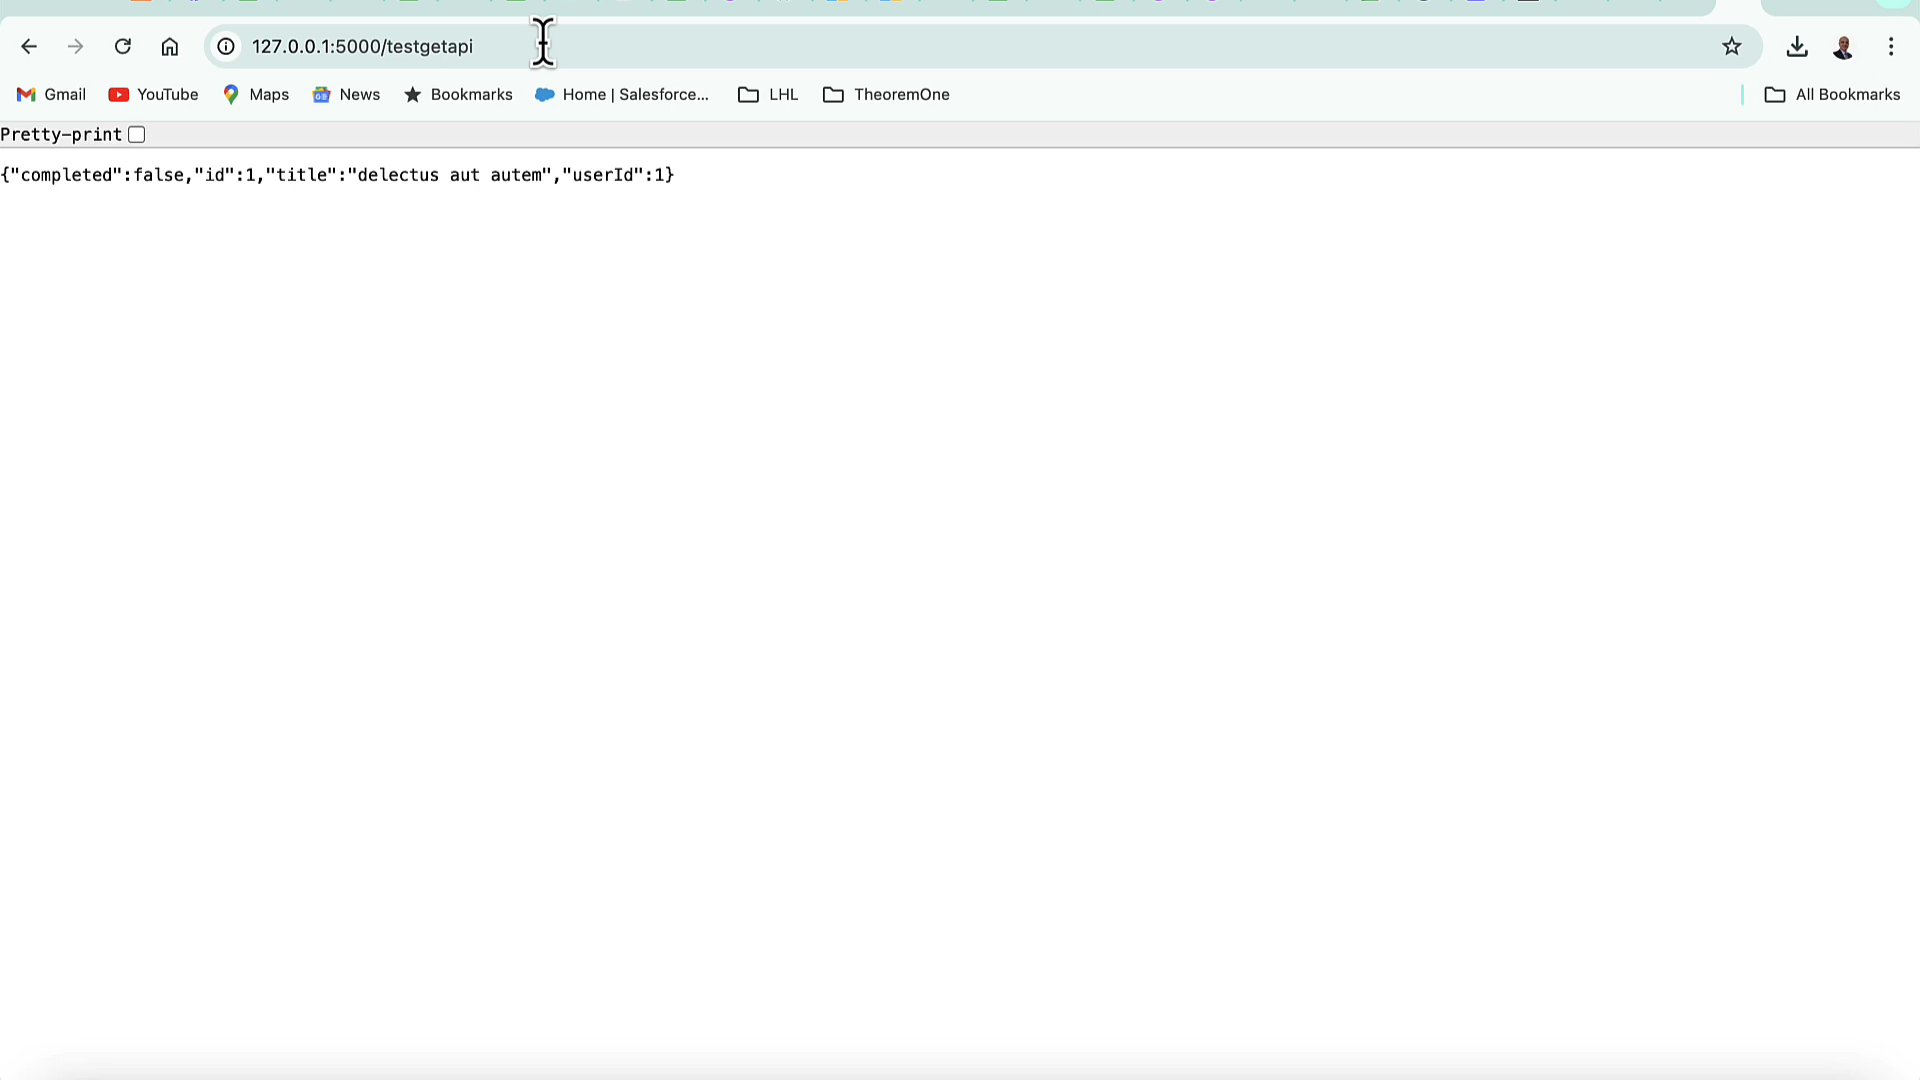 127.0.0.1:5000/testgetapi
Gmail YouTube Maps News Bookmarks Home | Salesforce... LHL TheoremOne All Bookmarks
Pretty-print
{"completed":false,"id":1,"title":"delectus aut autem","userId":1}